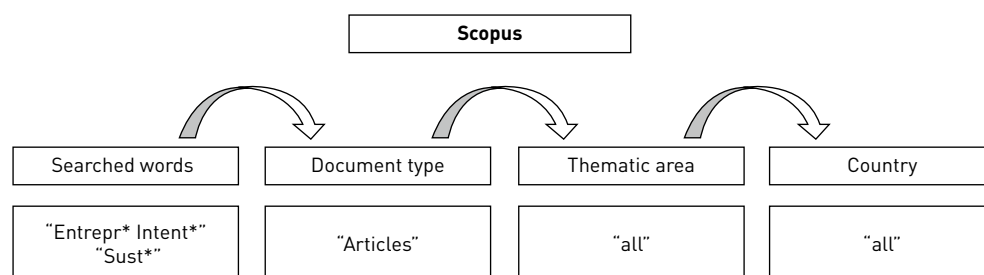 Scopus
Searched words
Document type
Thematic area
Country
“Entrepr* Intent*”
“Sust*”
“Articles”
“all”
“all”